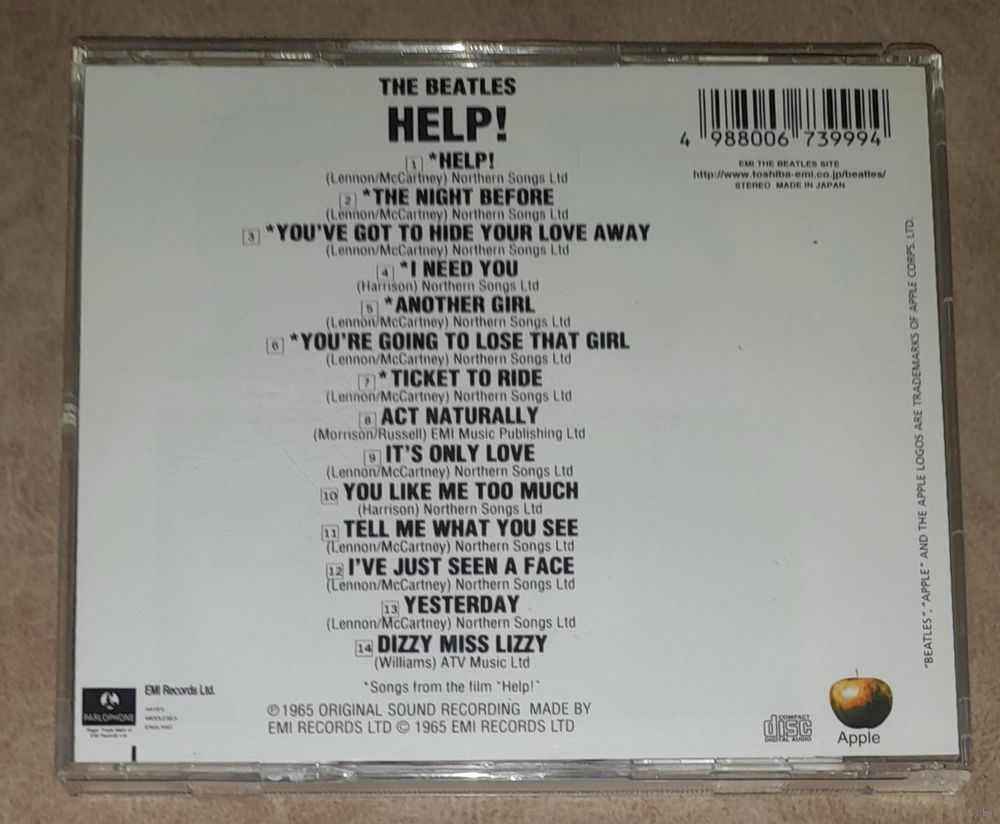 THE BEATLES
HELP!
1 *HELP!
(Lennon/McCartney) Northern Songs Ltd
2 *THE NIGHT BEFORE
(Lennon/McCartney) Northern Songs Ltd
3 *YOU'VE GOT TO HIDE YOUR LOVE AWAY
(Lennon/McCartney) Northern Songs Ltd
4 *I NEED YOU
(Harrison) Northern Songs Ltd
5 *ANOTHER GIRL
(Lennon/McCartney) Northern Songs Ltd
6 *YOU'RE GOING TO LOSE THAT GIRL
(Lennon/McCartney) Northern Songs Ltd
7 *TICKET TO RIDE
(Lennon/McCartney) Northern Songs Ltd
8 ACT NATURALLY
(Morrison/Russell) EMI Music Publishing Ltd
9 IT'S ONLY LOVE
(Lennon/McCartney) Northern Songs Ltd
10 YOU LIKE ME TOO MUCH
(Harrison) Northern Songs Ltd
11 TELL ME WHAT YOU SEE
(Lennon/McCartney) Northern Songs Ltd
12 I'VE JUST SEEN A FACE
(Lennon/McCartney) Northern Songs Ltd
13 YESTERDAY
(Lennon/McCartney) Northern Songs Ltd
14 DIZZY MISS LIZZY
(Williams) ATV Music Ltd
*Songs from the film "Help!"
℗1965 ORIGINAL SOUND RECORDING MADE BY
EMI RECORDS LTD © 1965 EMI RECORDS LTD
4 988006 739994
EMI THE BEATLES SITE
http://www.toshiba-emi.co.jp/beatles/
STEREO MADE IN JAPAN
"BEATLES", "APPLE" AND THE APPLE LOGOS ARE TRADEMARKS OF APPLE CORPS. LTD.
PARLOPHONE
EMI Records Ltd.
HAYES
MIDDLESEX
ENGLAND
COMPACT
disc
DIGITAL AUDIO
Apple